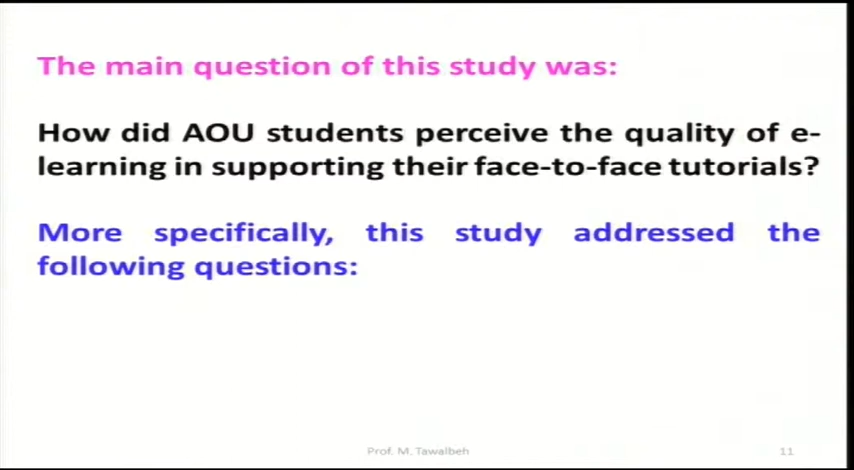 The main question of this study was:
How did AOU students perceive the quality of e-
learning in supporting their face-to-face tutorials?
More specifically, this study addressed the
following questions:
Prof. M. Tawalbeh
11